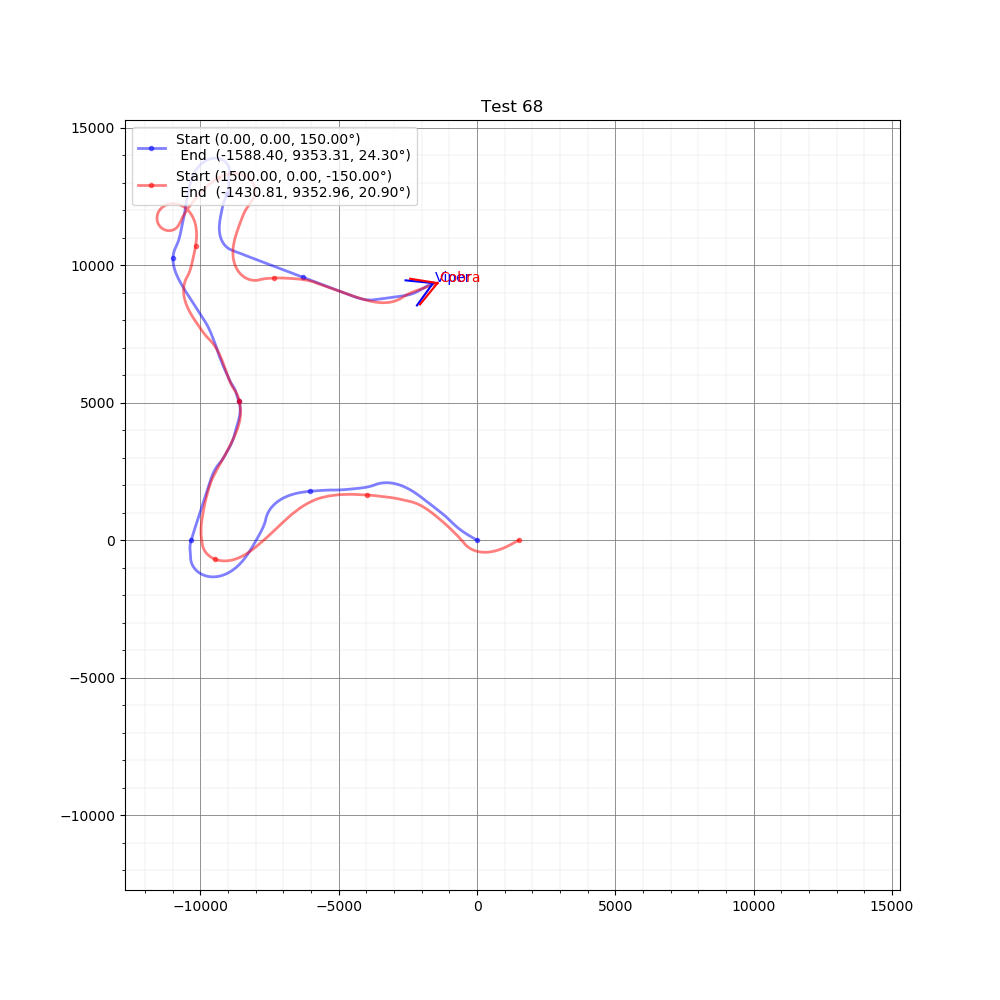 Test 68
Start (0.00, 0.00, 150.00°)
End (-1588.40, 9353.31, 24.30°)
Start (1500.00, 0.00, -150.00°)
End (-1430.81, 9352.96, 20.90°)
Viper
Cobra
15000
10000
5000
0
−5000
−10000
−10000 −5000 0 5000 10000 15000